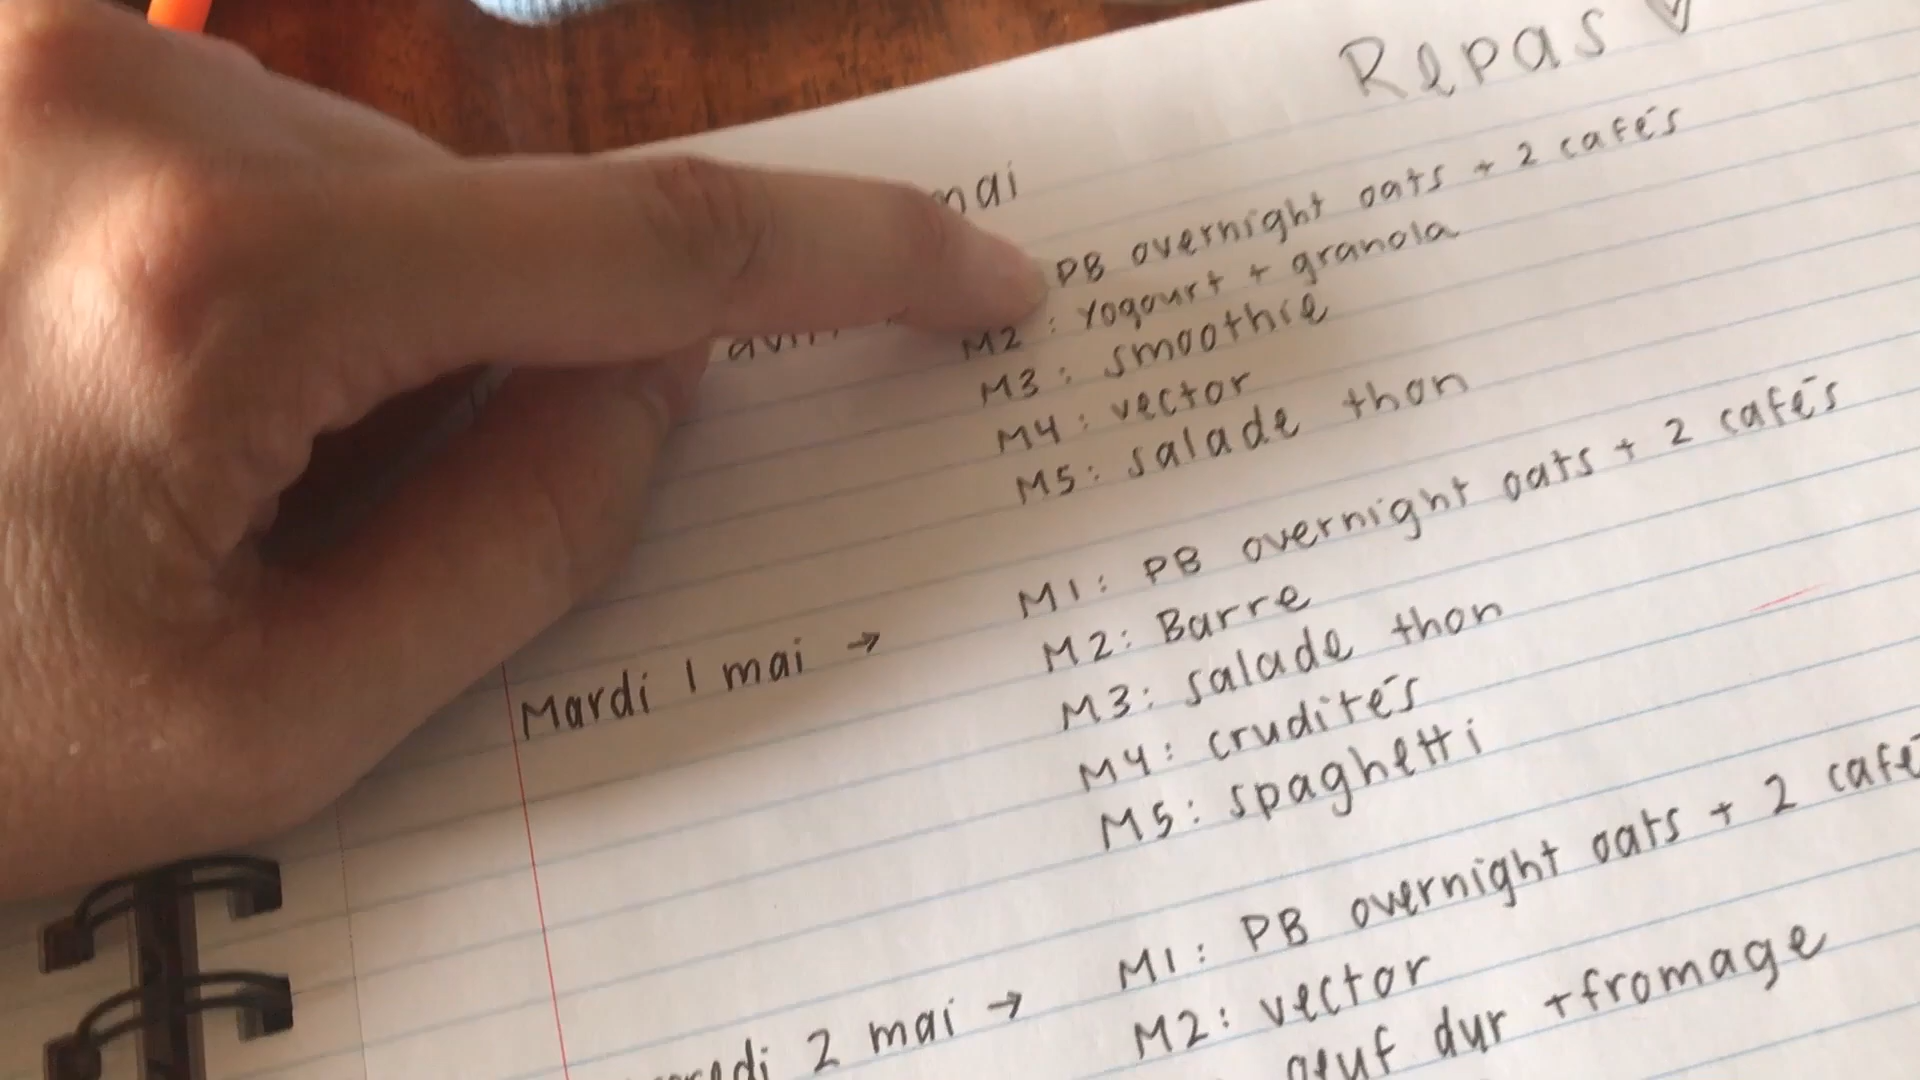 Repas ♡
mai
PB overnight oats + 2 cafés
M2 : Yogourt + granola
M3 : smoothie
M4 : vector
M5 : salade thon
Mardi 1 mai →
M1 : PB overnight oats + 2 cafés
M2 : Barre
M3 : salade thon
M4 : crudités
M5 : spaghetti
2 mai →
M1 : PB overnight oats + 2
M2 : vector
oeuf dur + fromage